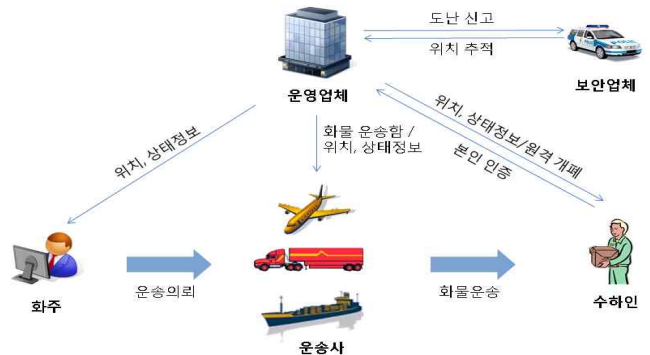 도난 신고
위치 추적
운영업체
보안업체
위치, 상태정보
화물 운송함 /
위치, 상태정보
위치, 상태정보/원격 개폐
본인 인증
운송의뢰
화물운송
화주
수하인
운송사